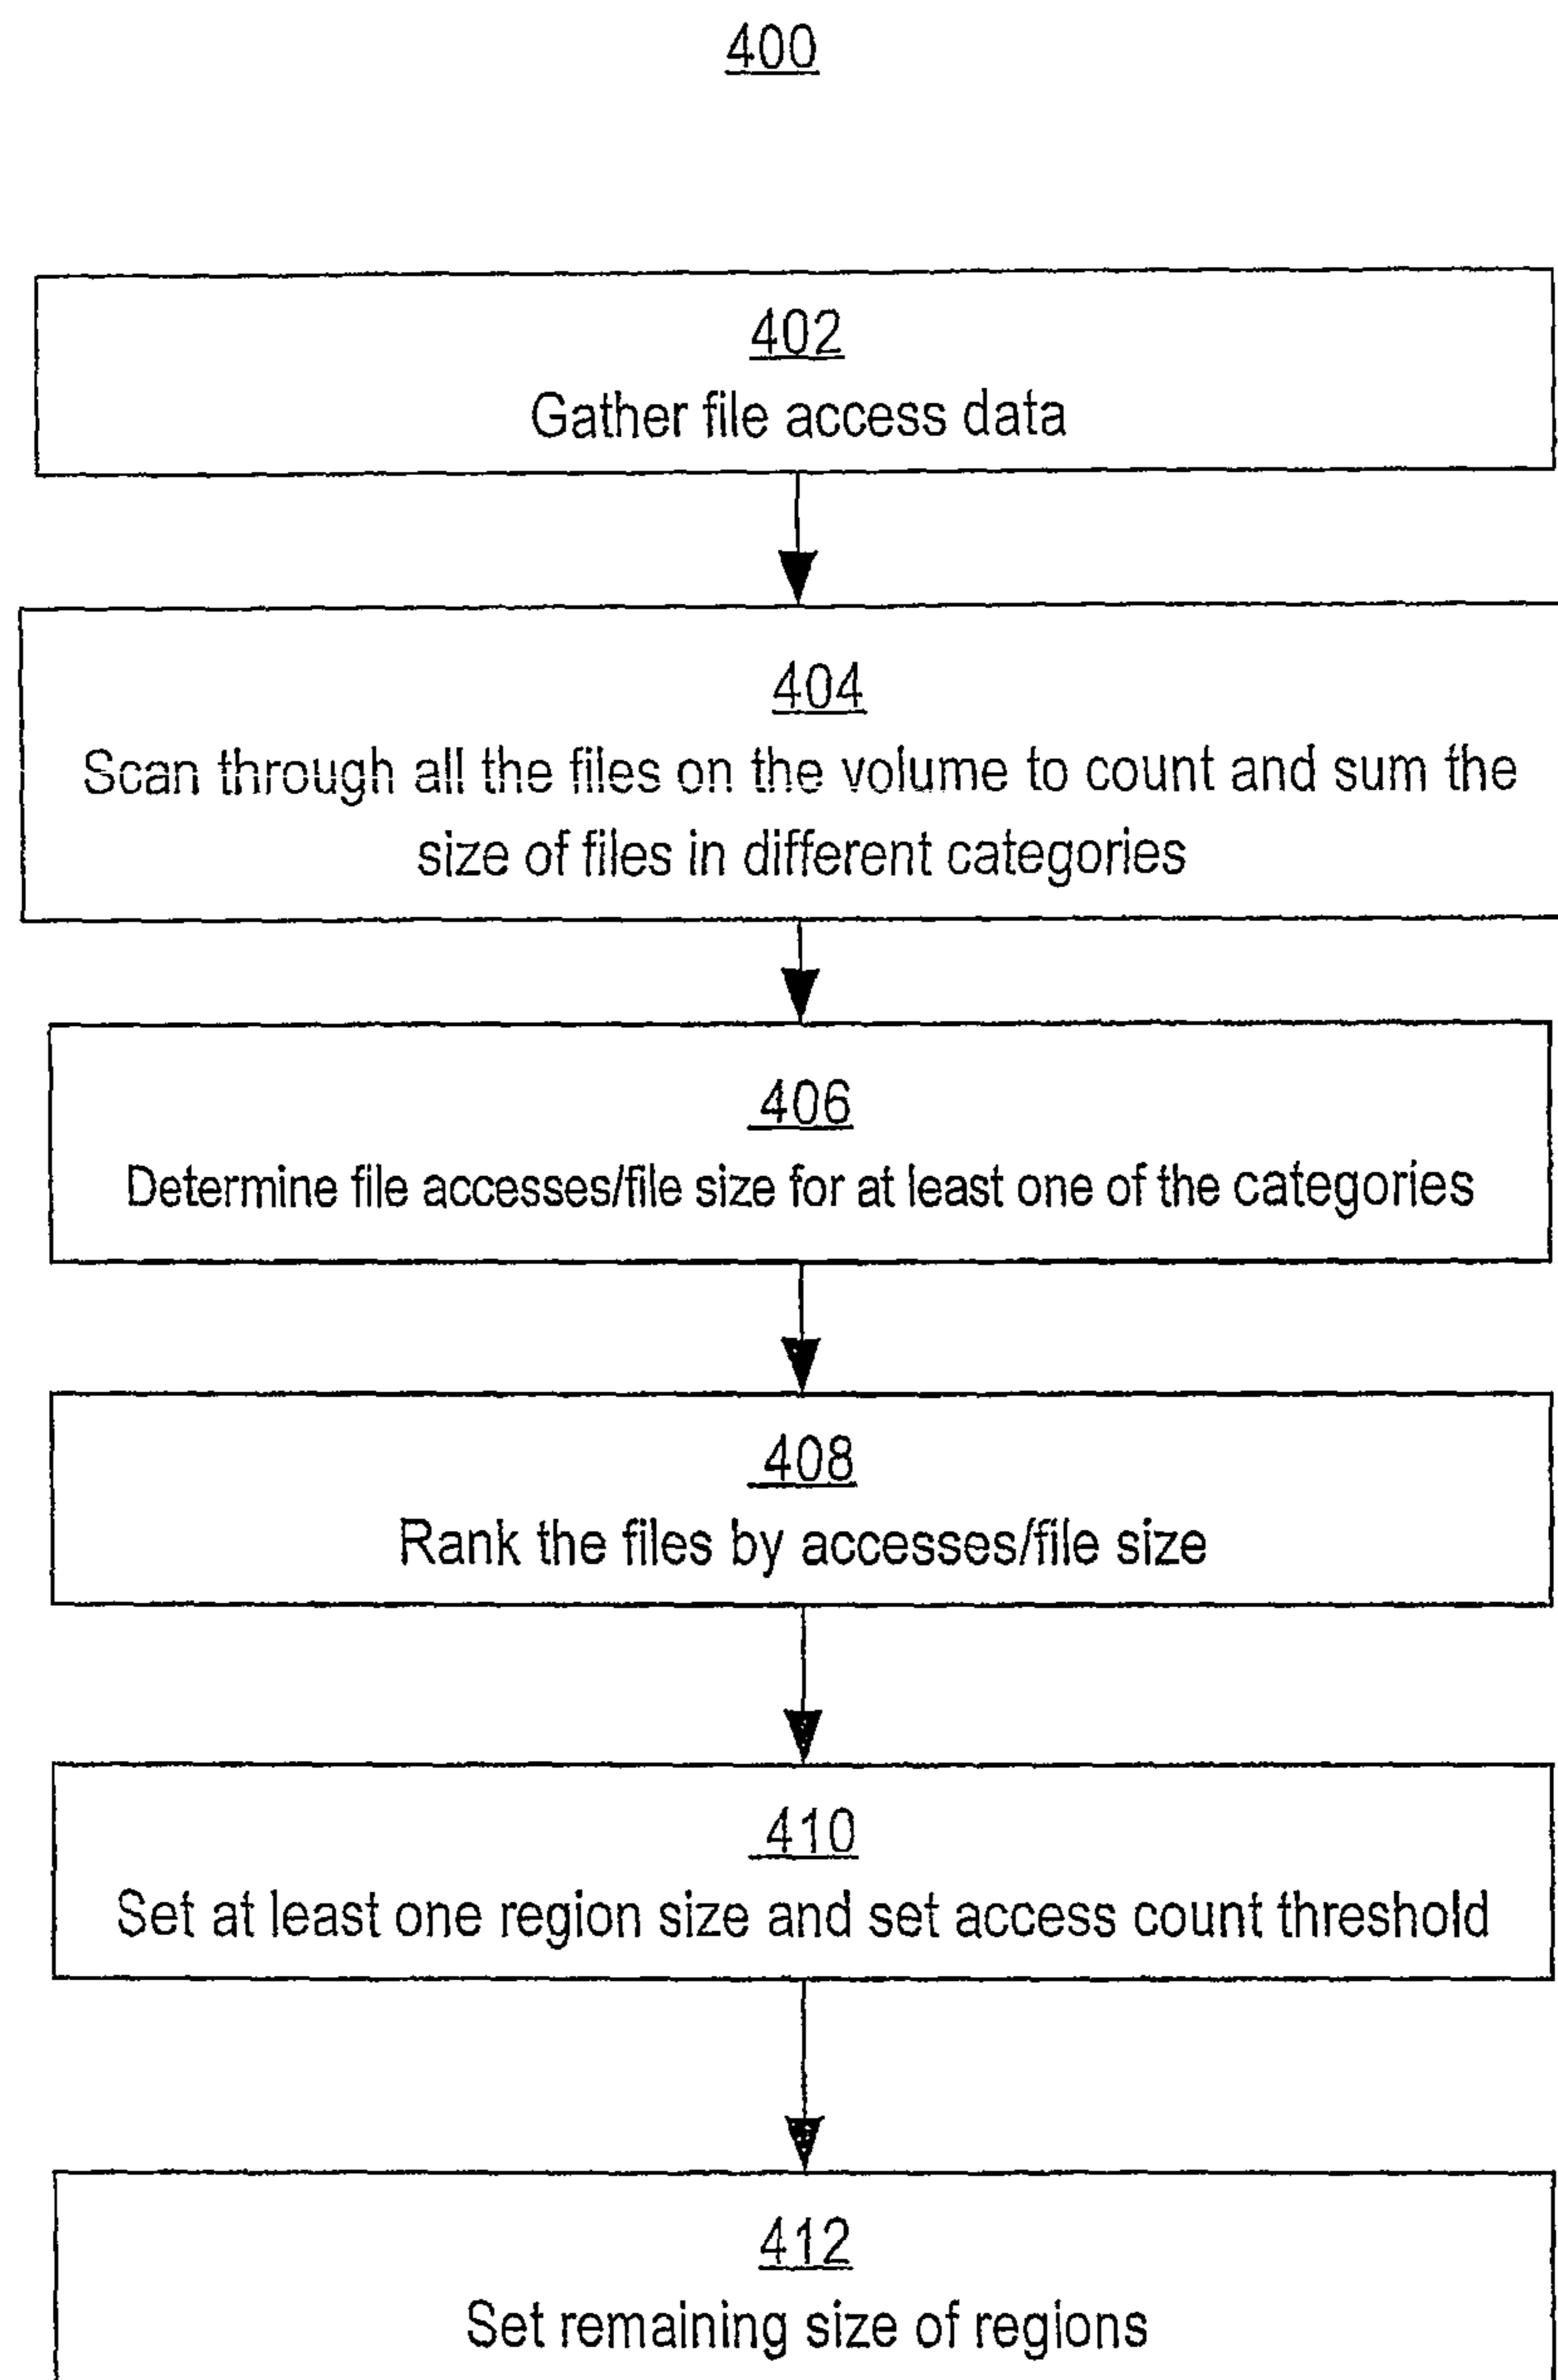 400
402
Gather file access data
404
Scan through all the files on the volume to count and sum the
size of files in different categories
406
Determine file accesses/file size for at least one of the categories
408
Rank the files by accesses/file size
410
Set at least one region size and set access count threshold
412
Set remaining size of regions